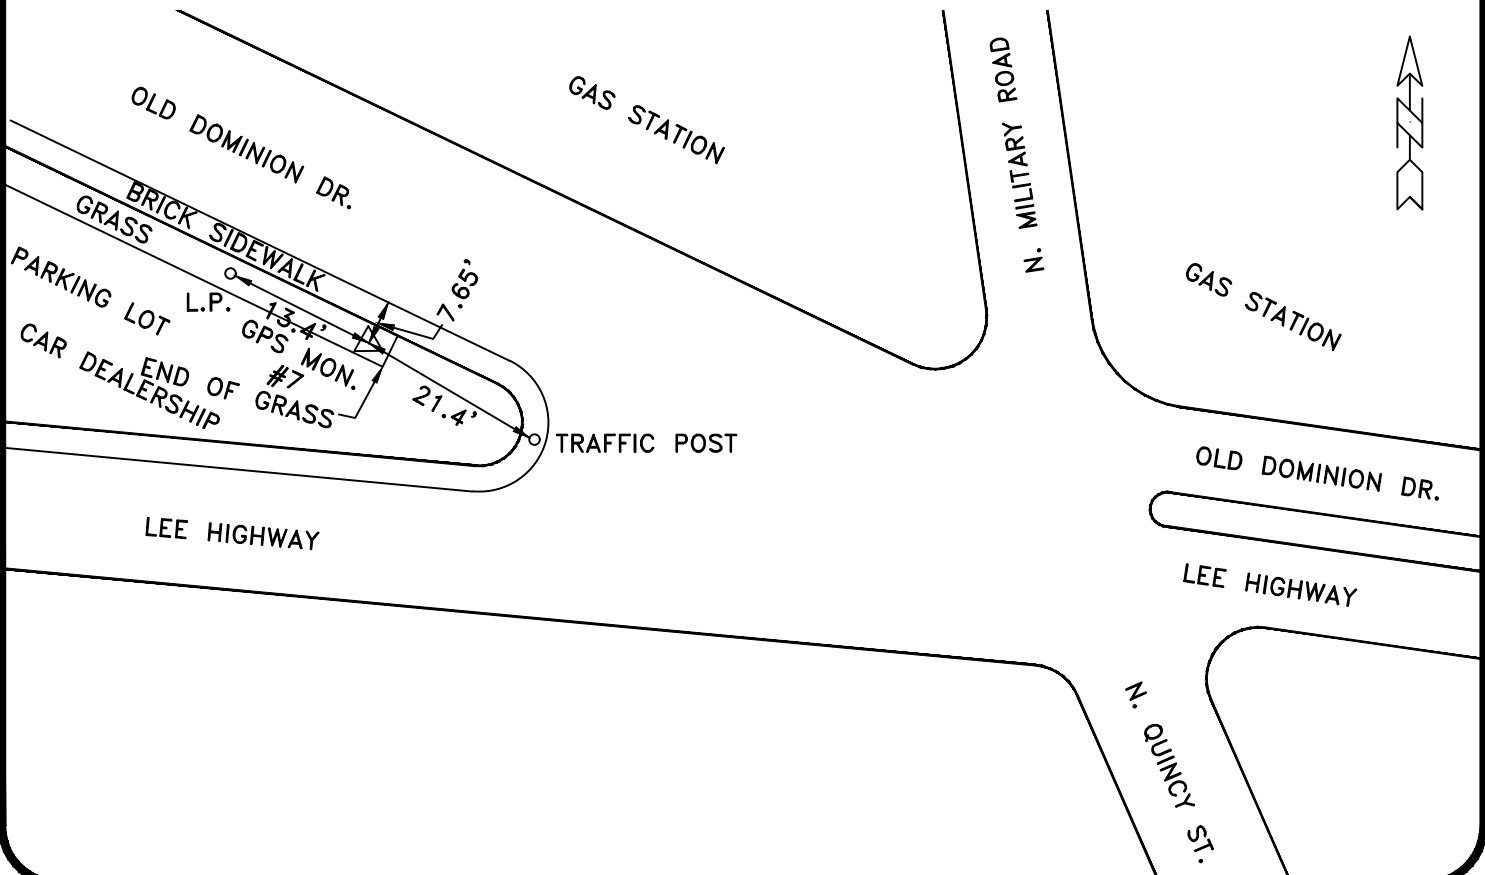 N. MILITARY ROAD
GAS STATION
OLD DOMINION DR.
BRICK SIDEWALK
GRASS
7.65'
PARKING LOT
L.P.
13.4'
GPS MON.
#7
CAR DEALERSHIP
END OF GRASS
21.4'
TRAFFIC POST
GAS STATION
OLD DOMINION DR.
LEE HIGHWAY
LEE HIGHWAY
N. QUINCY ST.
N